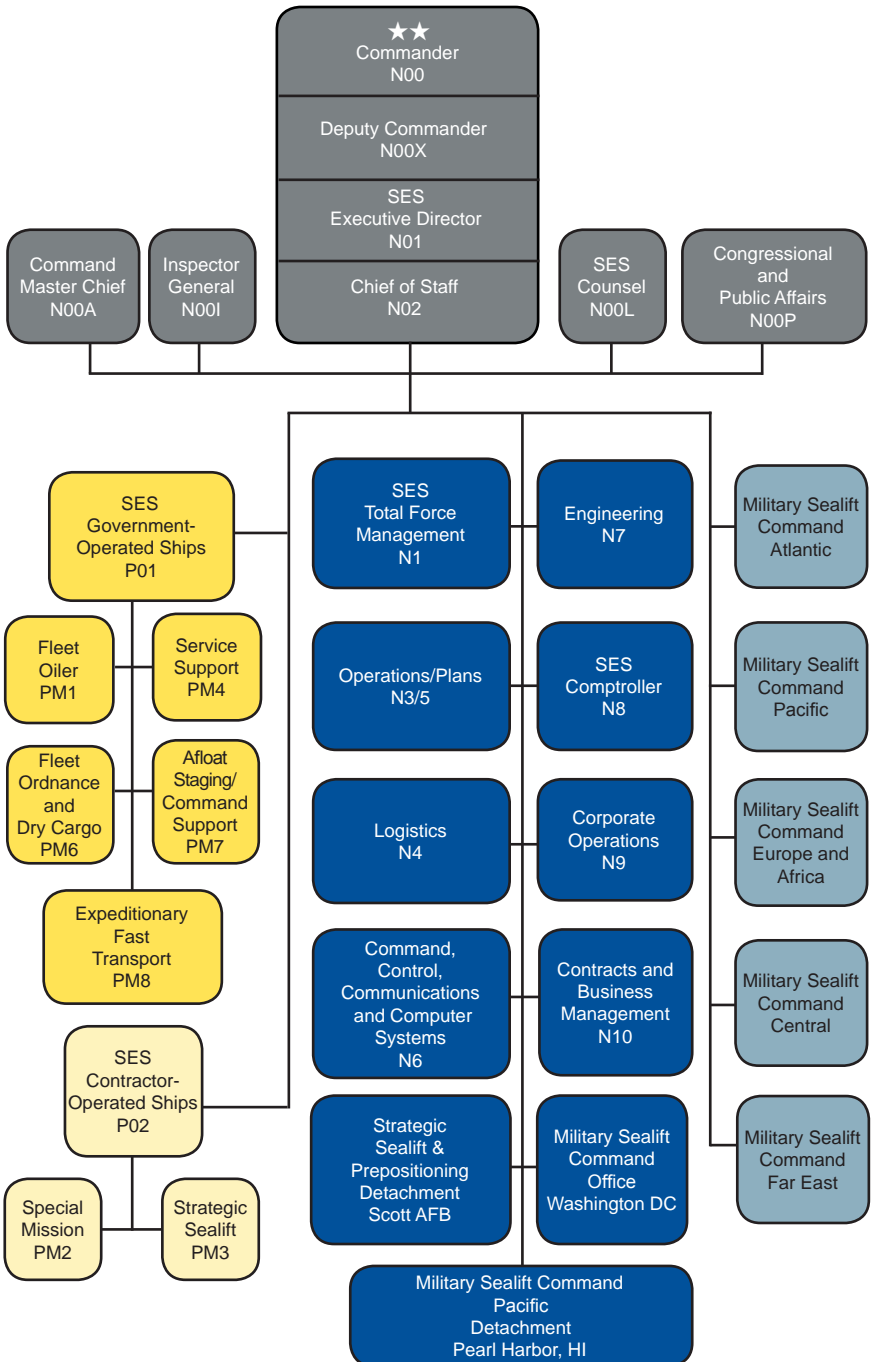 ★★
Commander
N00
Deputy Commander
N00X
SES
Executive Director
N01
Chief of Staff
N02
Command
Master Chief
N00A
Inspector
General
N00I
SES
Counsel
N00L
Congressional
and
Public Affairs
N00P
SES
Government-
Operated Ships
P01
Fleet
Oiler
PM1
Service
Support
PM4
Fleet
Ordnance
and
Dry Cargo
PM6
Afloat
Staging/
Command
Support
PM7
Expeditionary
Fast
Transport
PM8
SES
Contractor-
Operated Ships
P02
Special
Mission
PM2
Strategic
Sealift
PM3
SES
Total Force
Management
N1
Engineering
N7
Operations/Plans
N3/5
SES
Comptroller
N8
Logistics
N4
Corporate
Operations
N9
Command,
Control,
Communications
and Computer
Systems
N6
Contracts and
Business
Management
N10
Strategic
Sealift &
Prepositioning
Detachment
Scott AFB
Military Sealift
Command
Office
Washington DC
Military Sealift Command
Pacific
Detachment
Pearl Harbor, HI
Military Sealift
Command
Atlantic
Military Sealift
Command
Pacific
Military Sealift
Command
Europe and
Africa
Military Sealift
Command
Central
Military Sealift
Command
Far East